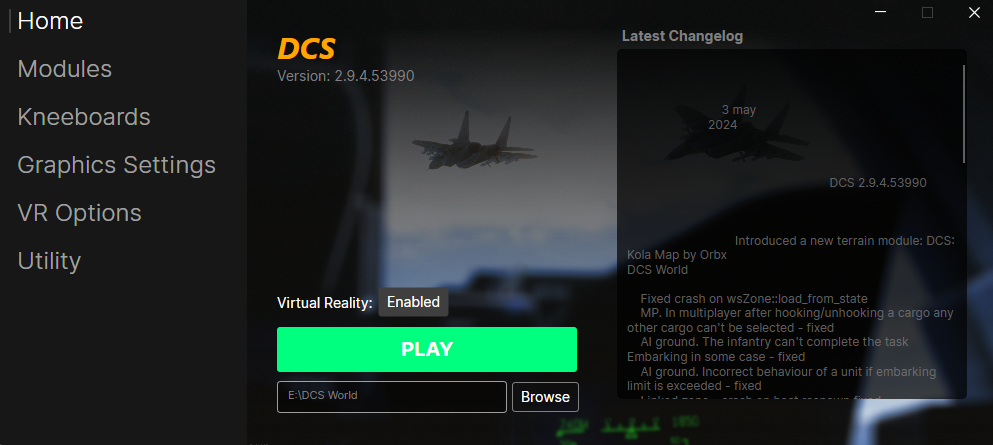 Home
Modules
Kneeboards
Graphics Settings
VR Options
Utility
DCS
Version: 2.9.4.53990
Virtual Reality: Enabled
PLAY
E:\DCS World
Browse
Latest Changelog
3 may
2024
DCS 2.9.4.53990
Introduced a new terrain module: DCS:
Kola Map by Orbx
DCS World
Fixed crash on wsZone::load_from_state
MP. In multiplayer after hooking/unhooking a cargo any
other cargo can't be selected - fixed
AI ground. The infantry can't complete the task
Embarking in some case - fixed
AI ground. Incorrect behaviour of a unit if embarking
limit is exceeded - fixed
1850